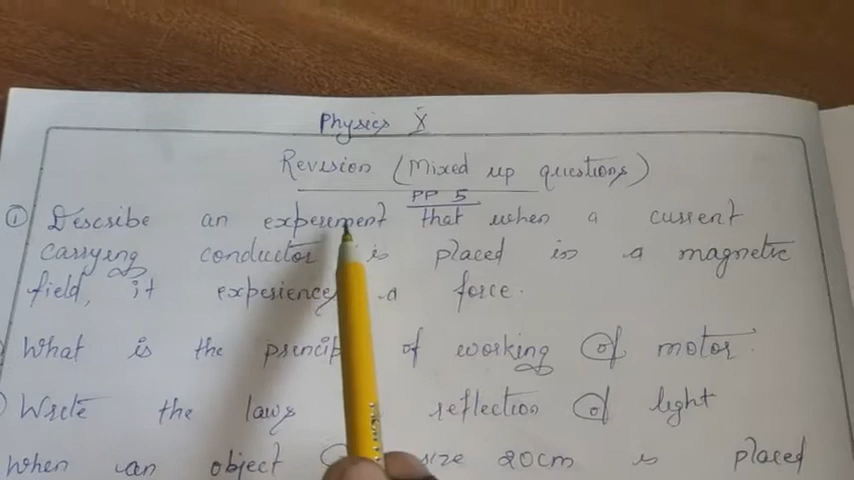 Physics X
Revision (Mixed up questions)
PP 5
① Describe an experement that when a current
carrying conductor is placed in a magnetic
field, it experiences a force.
What is the princip of working of motor.
Write the laws reflection of light
When an object size 20cm is placed